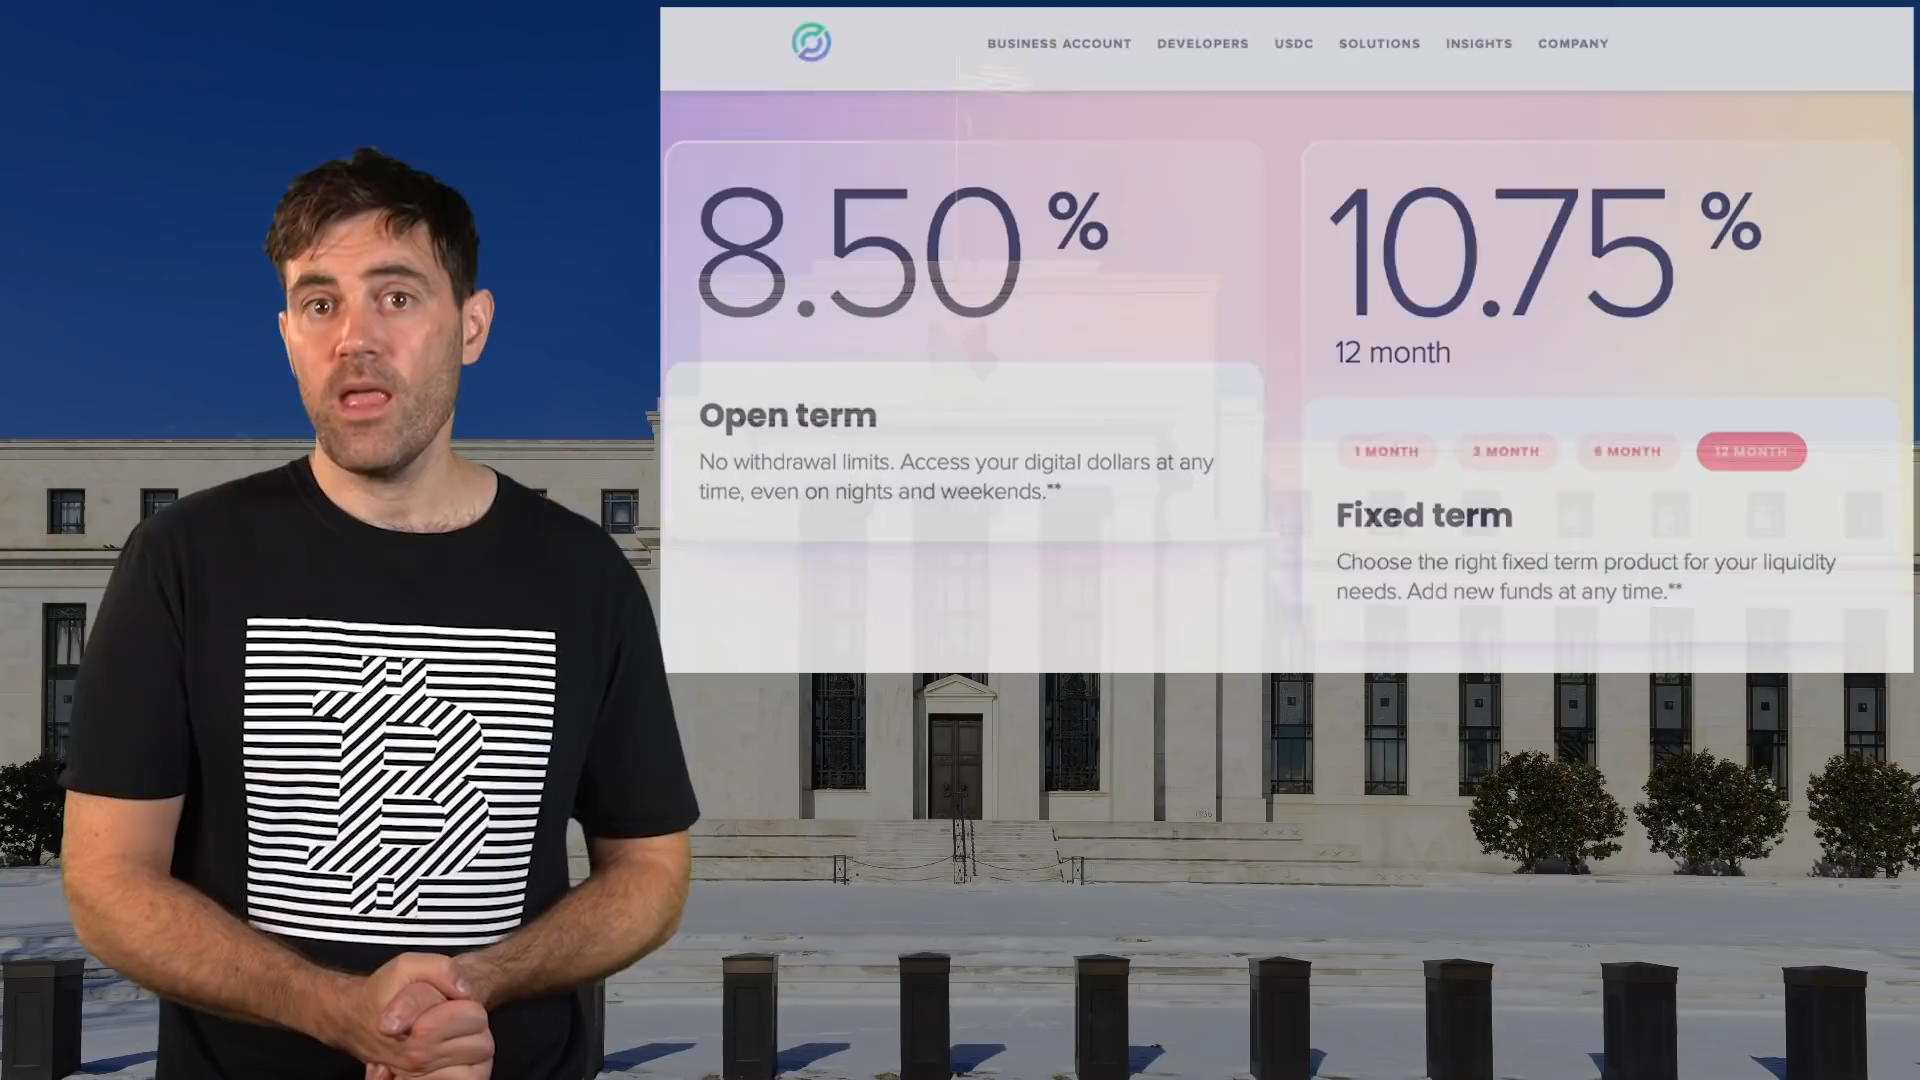 BUSINESS ACCOUNT DEVELOPERS USDC SOLUTIONS INSIGHTS COMPANY
8.50%
Open term
No withdrawal limits. Access your digital dollars at any
time, even on nights and weekends.**
10.75%
12 month
1 MONTH 3 MONTH 6 MONTH 12 MONTH
Fixed term
Choose the right fixed term product for your liquidity
needs. Add new funds at any time.**
B